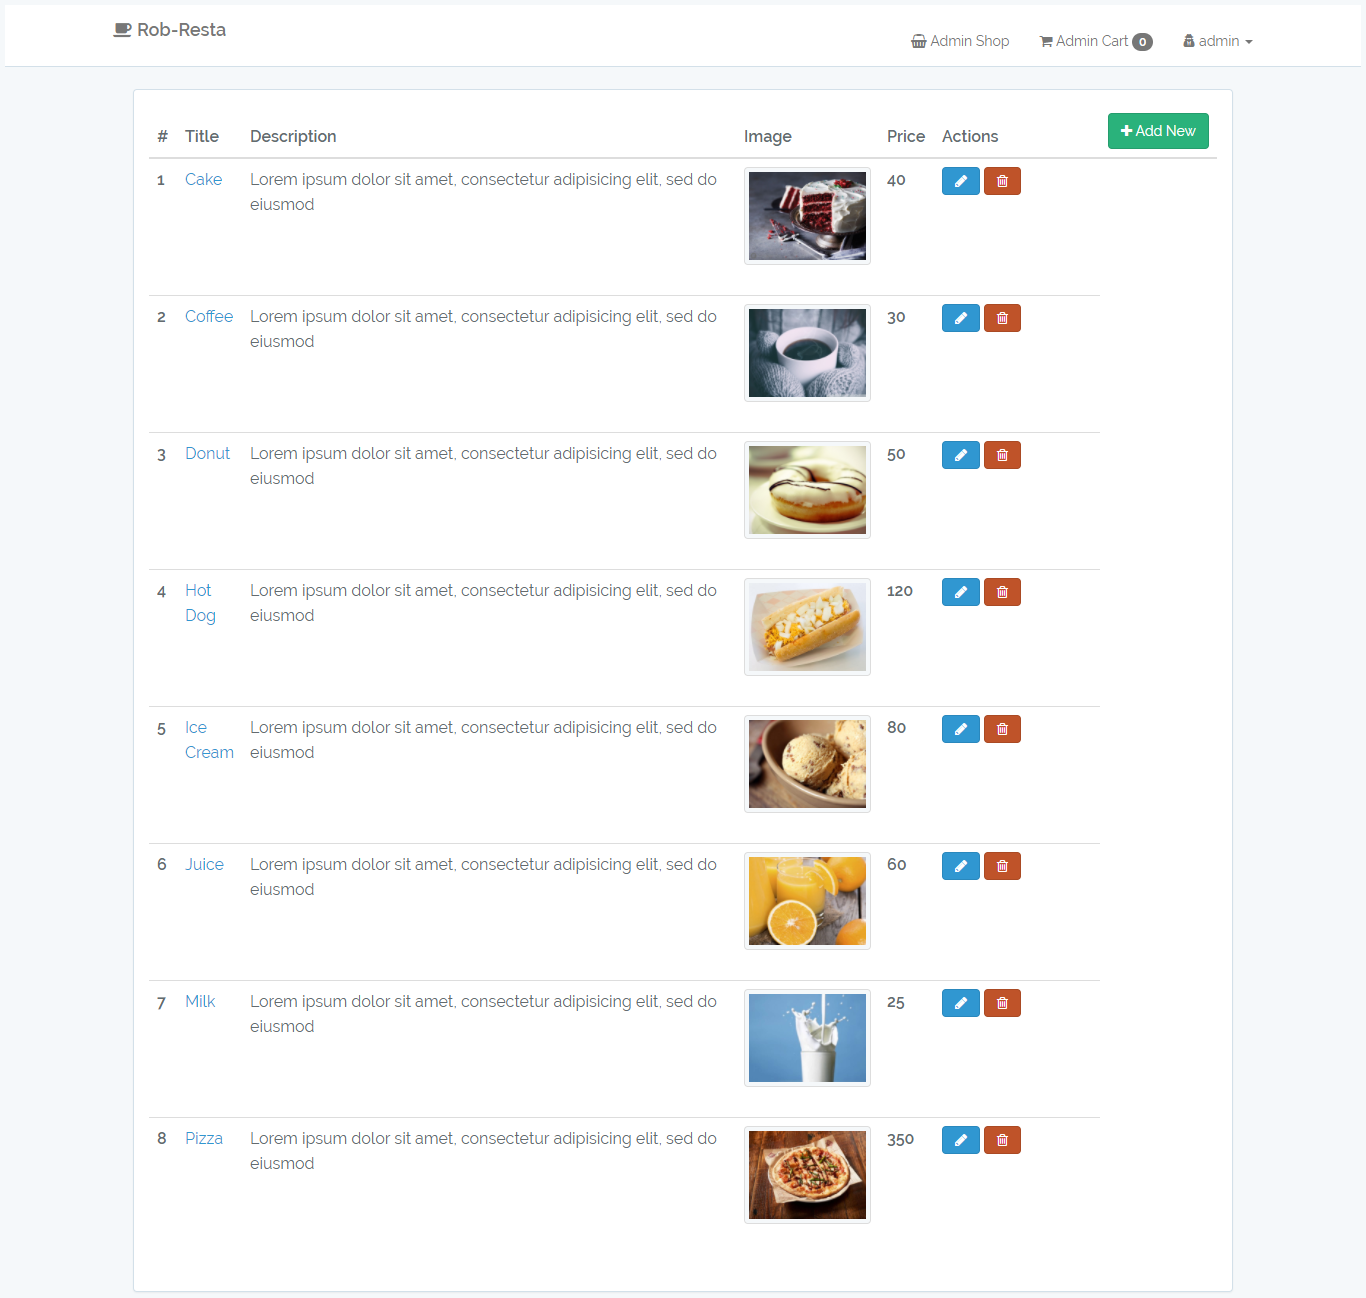 Rob-Resta
Admin Shop
Admin Cart 0
admin
# Title Description Image Price Actions
Add New
1 Cake Lorem ipsum dolor sit amet, consectetur adipisicing elit, sed do 40
eiusmod
2 Coffee Lorem ipsum dolor sit amet, consectetur adipisicing elit, sed do 30
eiusmod
3 Donut Lorem ipsum dolor sit amet, consectetur adipisicing elit, sed do 50
eiusmod
4 Hot Lorem ipsum dolor sit amet, consectetur adipisicing elit, sed do 120
Dog eiusmod
5 Ice Lorem ipsum dolor sit amet, consectetur adipisicing elit, sed do 80
Cream eiusmod
6 Juice Lorem ipsum dolor sit amet, consectetur adipisicing elit, sed do 60
eiusmod
7 Milk Lorem ipsum dolor sit amet, consectetur adipisicing elit, sed do 25
eiusmod
8 Pizza Lorem ipsum dolor sit amet, consectetur adipisicing elit, sed do 350
eiusmod